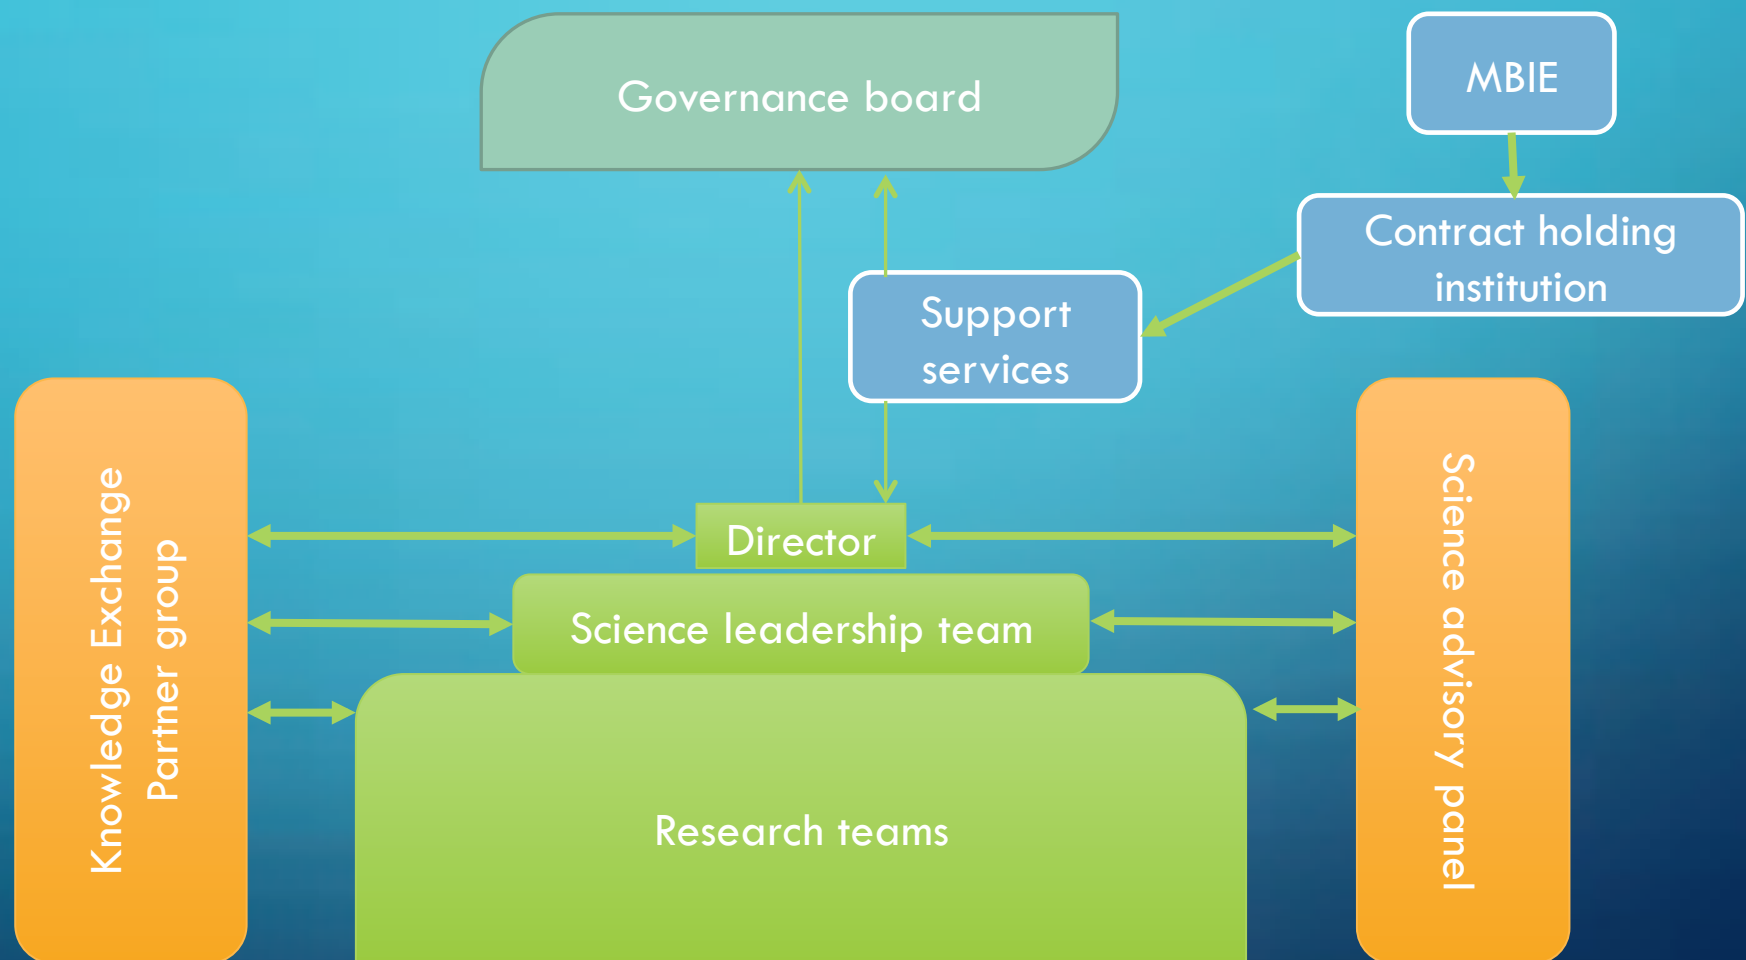 Governance board
MBIE
Contract holding
institution
Support
services
Knowledge Exchange
Partner group
Director
Science leadership team
Research teams
Science advisory panel